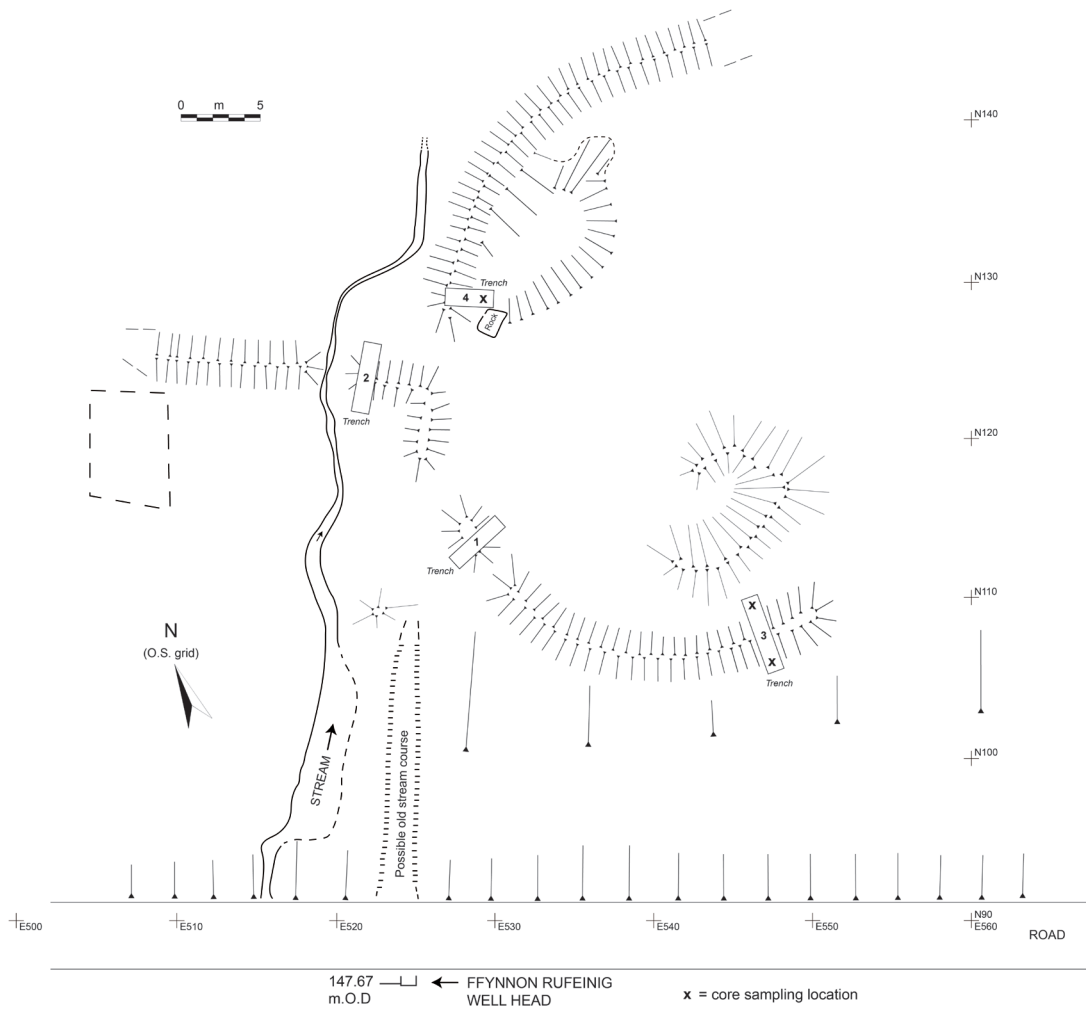 0 m 5
N140
Trench
4 x
Rock
N130
2
Trench
N120
1
Trench
N110
x
3
x
Trench
N
(O.S. grid)
STREAM
Possible old stream course
N100
N90
E500
E510
E520
E530
E540
E550
E560
ROAD
147.67
m.O.D
FFYNNON RUFEINIG
WELL HEAD
x = core sampling location